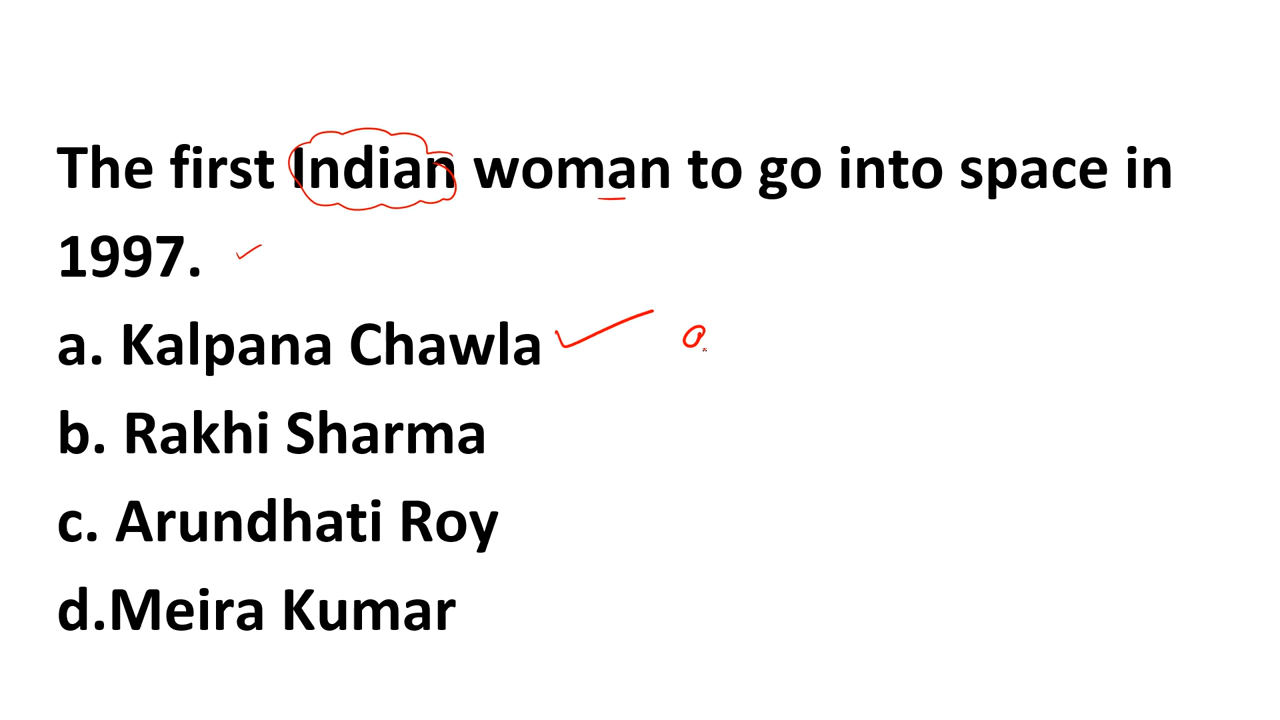 The first Indian woman to go into space in
1997.
a. Kalpana Chawla
b. Rakhi Sharma
c. Arundhati Roy
d.Meira Kumar